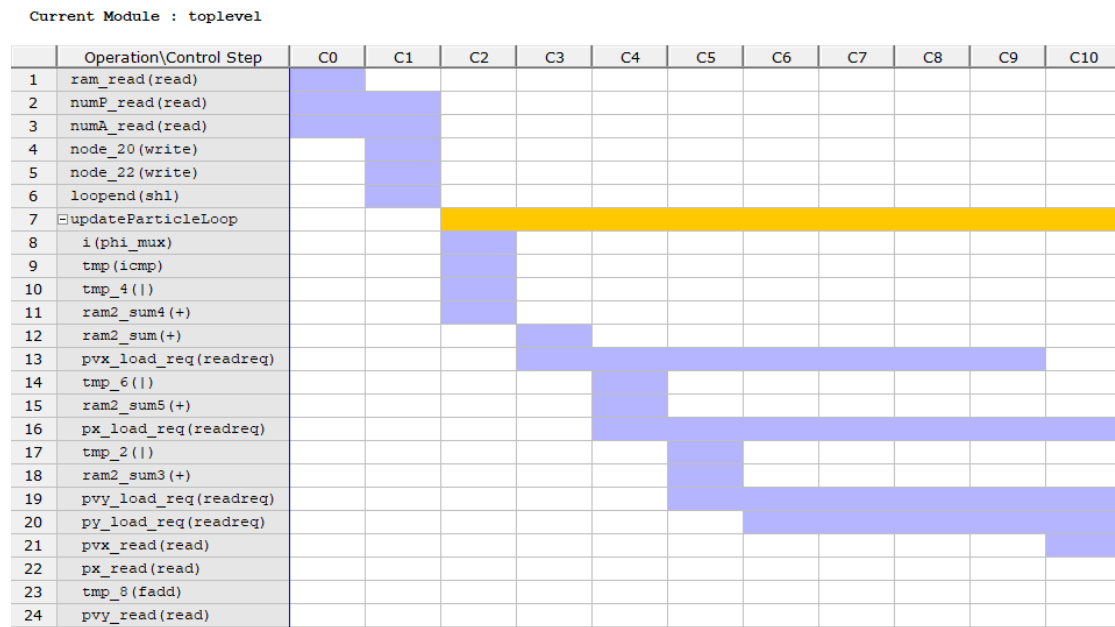 Current Module : toplevel
Operation\Control Step C0 C1 C2 C3 C4 C5 C6 C7 C8 C9 C10
1 ram_read(read)
2 numP_read(read)
3 numA_read(read)
4 node_20(write)
5 node_22(write)
6 loopend(shl)
7 updateParticleLoop
8 i(phi_mux)
9 tmp(icmp)
10 tmp_4(|)
11 ram2_sum4(+)
12 ram2_sum(+)
13 pvx_load_req(readreq)
14 tmp_6(|)
15 ram2_sum5(+)
16 px_load_req(readreq)
17 tmp_2(|)
18 ram2_sum3(+)
19 pvy_load_req(readreq)
20 py_load_req(readreq)
21 pvx_read(read)
22 px_read(read)
23 tmp_8(fadd)
24 pvy_read(read)